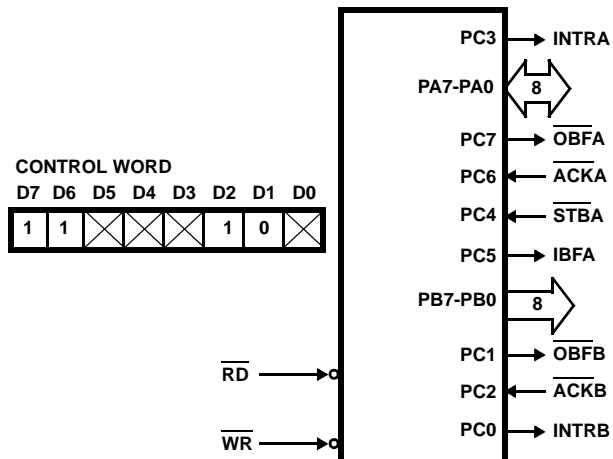 PC3 INTRA
PA7-PA0 8
PC7 OBFA
CONTROL WORD
PC6 ACKA
D7 D6 D5 D4 D3 D2 D1 D0
PC4 STBA
1 1 1 0
PC5 IBFA
PB7-PB0 8
PC1 OBFB
RD
PC2 ACKB
WR
PC0 INTRB